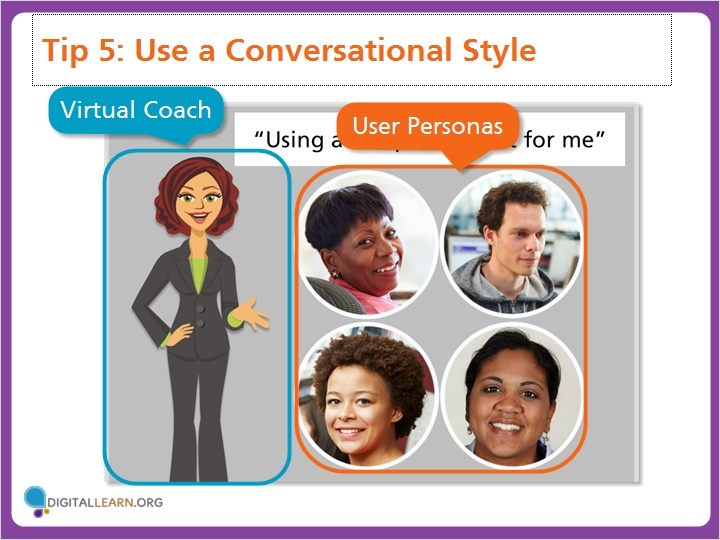 Tip 5: Use a Conversational Style
Virtual Coach
User Personas
“Using a for me”
DIGITALLEARN.ORG